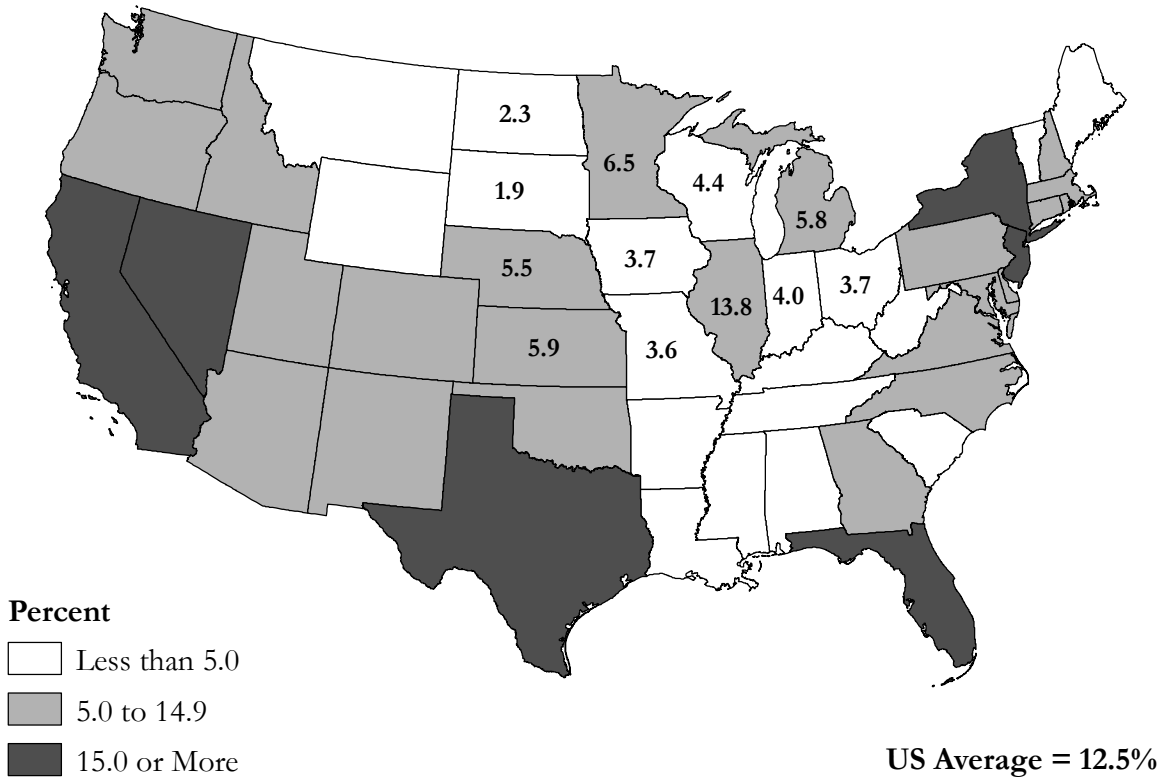 2.3
6.5
4.4
1.9
5.8
3.7
5.5
4.0
3.7
13.8
5.9
3.6
Percent
Less than 5.0
5.0 to 14.9
15.0 or More
US Average = 12.5%